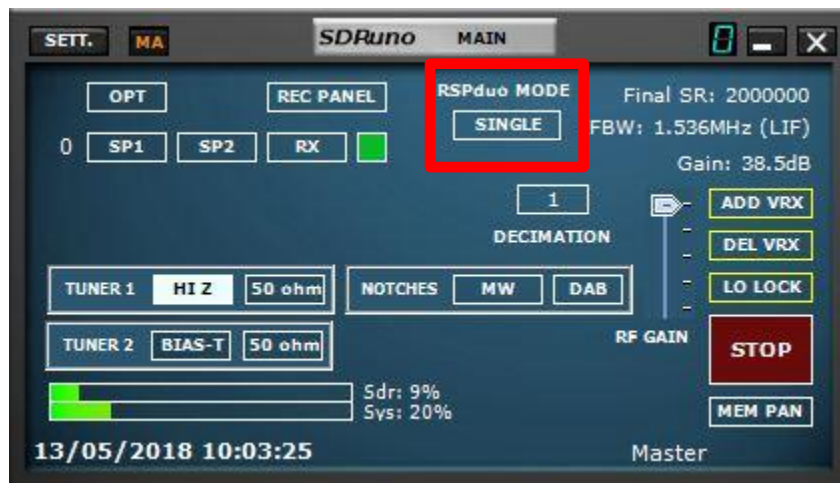 SETT. MA SDRuno MAIN 0
OPT REC PANEL RSPduo MODE Final SR: 2000000
SINGLE FBW: 1.536MHz (LIF)
0 SP1 SP2 RX
Gain: 38.5dB
1 ADD VRX
DECIMATION DEL VRX
TUNER 1 HI Z 50 ohm NOTCHES MW DAB LO LOCK
TUNER 2 BIAS-T 50 ohm RF GAIN STOP
Sdr: 9%
Sys: 20% MEM PAN
13/05/2018 10:03:25 Master